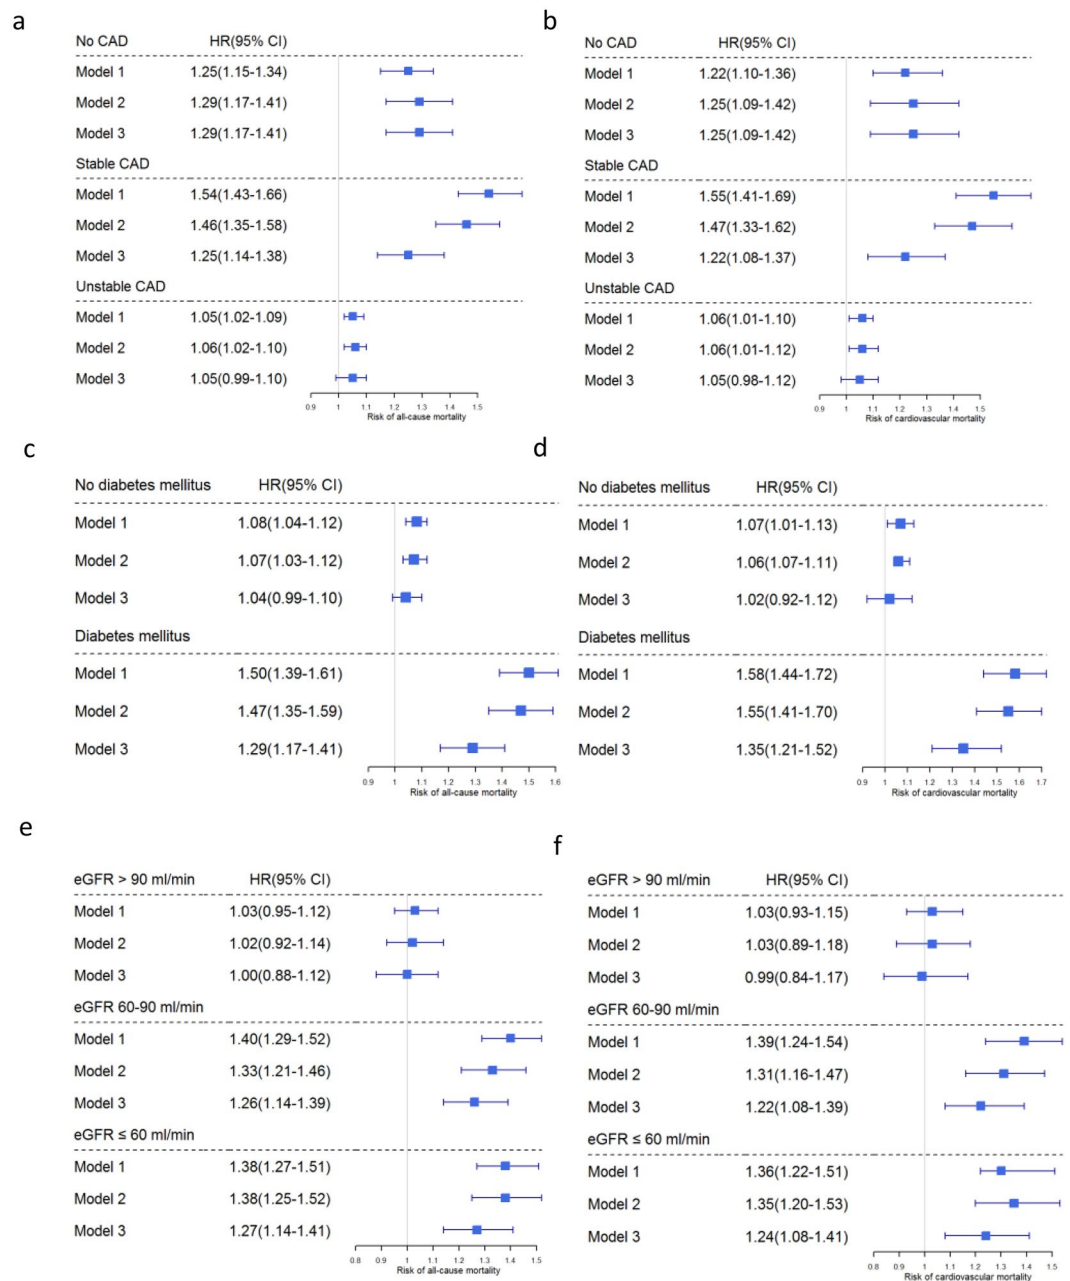 a
No CAD HR(95% CI)
Model 1 1.25(1.15-1.34)
Model 2 1.29(1.17-1.41)
Model 3 1.29(1.17-1.41)
Stable CAD
Model 1 1.54(1.43-1.66)
Model 2 1.46(1.35-1.58)
Model 3 1.25(1.14-1.38)
Unstable CAD
Model 1 1.05(1.02-1.09)
Model 2 1.06(1.02-1.10)
Model 3 1.05(0.99-1.10)
0.9 1 1.1 1.2 1.3 1.4 1.5
Risk of all-cause mortality
b
No CAD HR(95% CI)
Model 1 1.22(1.10-1.36)
Model 2 1.25(1.09-1.42)
Model 3 1.25(1.09-1.42)
Stable CAD
Model 1 1.55(1.41-1.69)
Model 2 1.47(1.33-1.62)
Model 3 1.22(1.08-1.37)
Unstable CAD
Model 1 1.06(1.01-1.10)
Model 2 1.06(1.01-1.12)
Model 3 1.05(0.98-1.12)
0.9 1 1.1 1.2 1.3 1.4 1.5
Risk of cardiovascular mortality
c
No diabetes mellitus HR(95% CI)
Model 1 1.08(1.04-1.12)
Model 2 1.07(1.03-1.12)
Model 3 1.04(0.99-1.10)
Diabetes mellitus
Model 1 1.50(1.39-1.61)
Model 2 1.47(1.35-1.59)
Model 3 1.29(1.17-1.41)
0.9 1 1.1 1.2 1.3 1.4 1.5 1.6
Risk of all-cause mortality
d
No diabetes mellitus HR(95% CI)
Model 1 1.07(1.01-1.13)
Model 2 1.06(1.07-1.11)
Model 3 1.02(0.92-1.12)
Diabetes mellitus
Model 1 1.58(1.44-1.72)
Model 2 1.55(1.41-1.70)
Model 3 1.35(1.21-1.52)
0.9 1 1.1 1.2 1.3 1.4 1.5 1.6 1.7
Risk of cardiovascular mortality
e
eGFR > 90 ml/min HR(95% CI)
Model 1 1.03(0.95-1.12)
Model 2 1.02(0.92-1.14)
Model 3 1.00(0.88-1.12)
eGFR 60-90 ml/min
Model 1 1.40(1.29-1.52)
Model 2 1.33(1.21-1.46)
Model 3 1.26(1.14-1.39)
eGFR ≤ 60 ml/min
Model 1 1.38(1.27-1.51)
Model 2 1.38(1.25-1.52)
Model 3 1.27(1.14-1.41)
0.8 0.9 1 1.1 1.2 1.3 1.4 1.5
Risk of all-cause mortality
f
eGFR > 90 ml/min HR(95% CI)
Model 1 1.03(0.93-1.15)
Model 2 1.03(0.89-1.18)
Model 3 0.99(0.84-1.17)
eGFR 60-90 ml/min
Model 1 1.39(1.24-1.54)
Model 2 1.31(1.16-1.47)
Model 3 1.22(1.08-1.39)
eGFR ≤ 60 ml/min
Model 1 1.36(1.22-1.51)
Model 2 1.35(1.20-1.53)
Model 3 1.24(1.08-1.41)
0.8 0.9 1 1.1 1.2 1.3 1.4 1.5
Risk of cardiovascular mortality